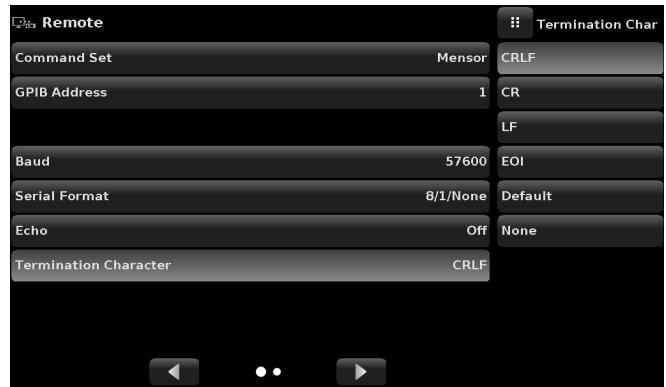 Remote
Termination Char
Command Set Mensor
CRLF
GPIB Address 1
CR
LF
Baud 57600
EOI
Serial Format 8/1/None
Default
Echo Off
None
Termination Character CRLF